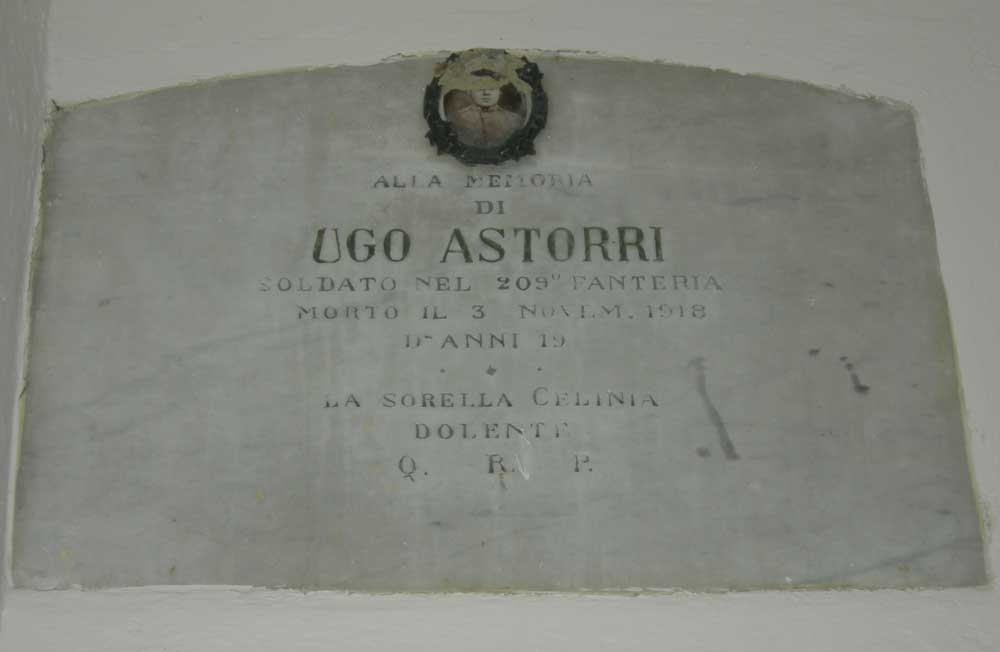 ALLA MEMORIA
DI
UGO ASTORRI
SOLDATO NEL 209° FANTERIA
MORTO IL 3 NOVEM. 1918
D'ANNI 19
LA SORELLA CELINIA
DOLENTE
Q. R. P.